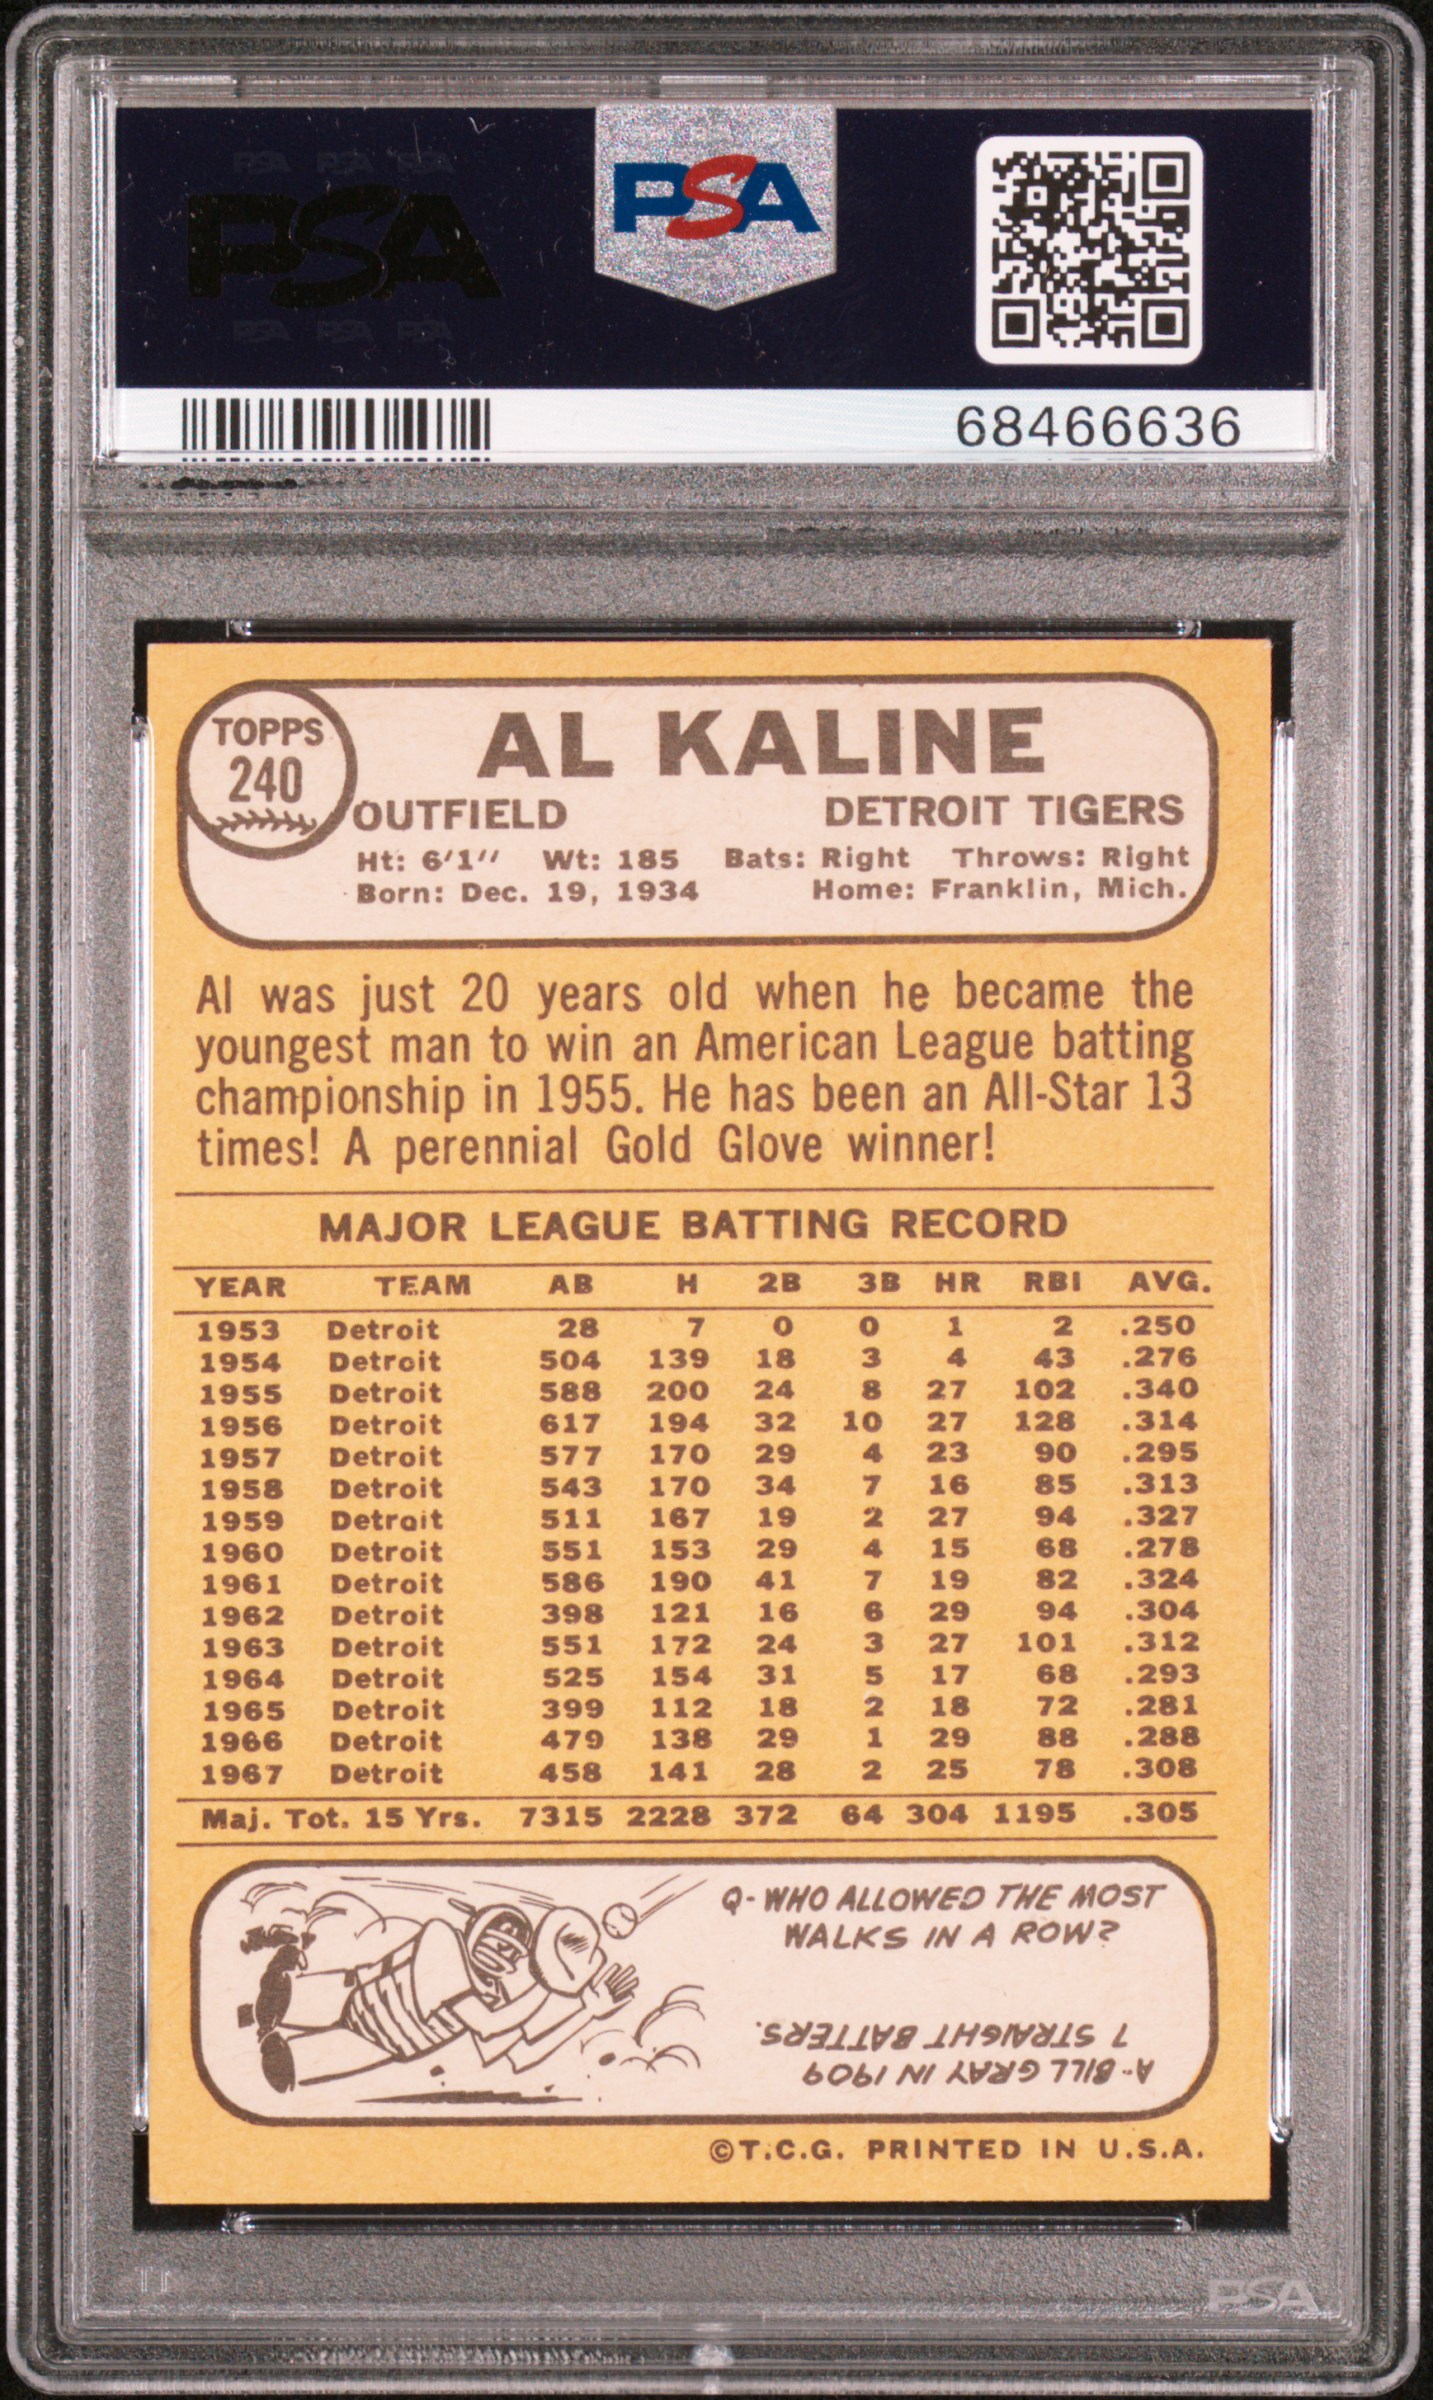 PSA PSA PSA
PSA
PSA PSA PSA
PSA
68466636
TOPPS
240
AL KALINE
OUTFIELD DETROIT TIGERS
Ht: 6'1" Wt: 185 Bats: Right Throws: Right
Born: Dec. 19, 1934 Home: Franklin, Mich.
Al was just 20 years old when he became the
youngest man to win an American League batting
championship in 1955. He has been an All-Star 13
times! A perennial Gold Glove winner!
MAJOR LEAGUE BATTING RECORD
YEAR TEAM AB H 2B 3B HR RBI AVG.
1953 Detroit 28 7 0 0 1 2 .250
1954 Detroit 504 139 18 3 4 43 .276
1955 Detroit 588 200 24 8 27 102 .340
1956 Detroit 617 194 32 10 27 128 .314
1957 Detroit 577 170 29 4 23 90 .295
1958 Detroit 543 170 34 7 16 85 .313
1959 Detroit 511 167 19 2 27 94 .327
1960 Detroit 551 153 29 4 15 68 .278
1961 Detroit 586 190 41 7 19 82 .324
1962 Detroit 398 121 16 6 29 94 .304
1963 Detroit 551 172 24 3 27 101 .312
1964 Detroit 525 154 31 5 17 68 .293
1965 Detroit 399 112 18 2 18 72 .281
1966 Detroit 479 138 29 1 29 88 .288
1967 Detroit 458 141 28 2 25 78 .308
Maj. Tot. 15 Yrs. 7315 2228 372 64 304 1195 .305
Q- WHO ALLOWED THE MOST
WALKS IN A ROW?
A- BILL GRAY IN 1909
7 STRAIGHT BATTERS.
©T.C.G. PRINTED IN U.S.A.
PSA